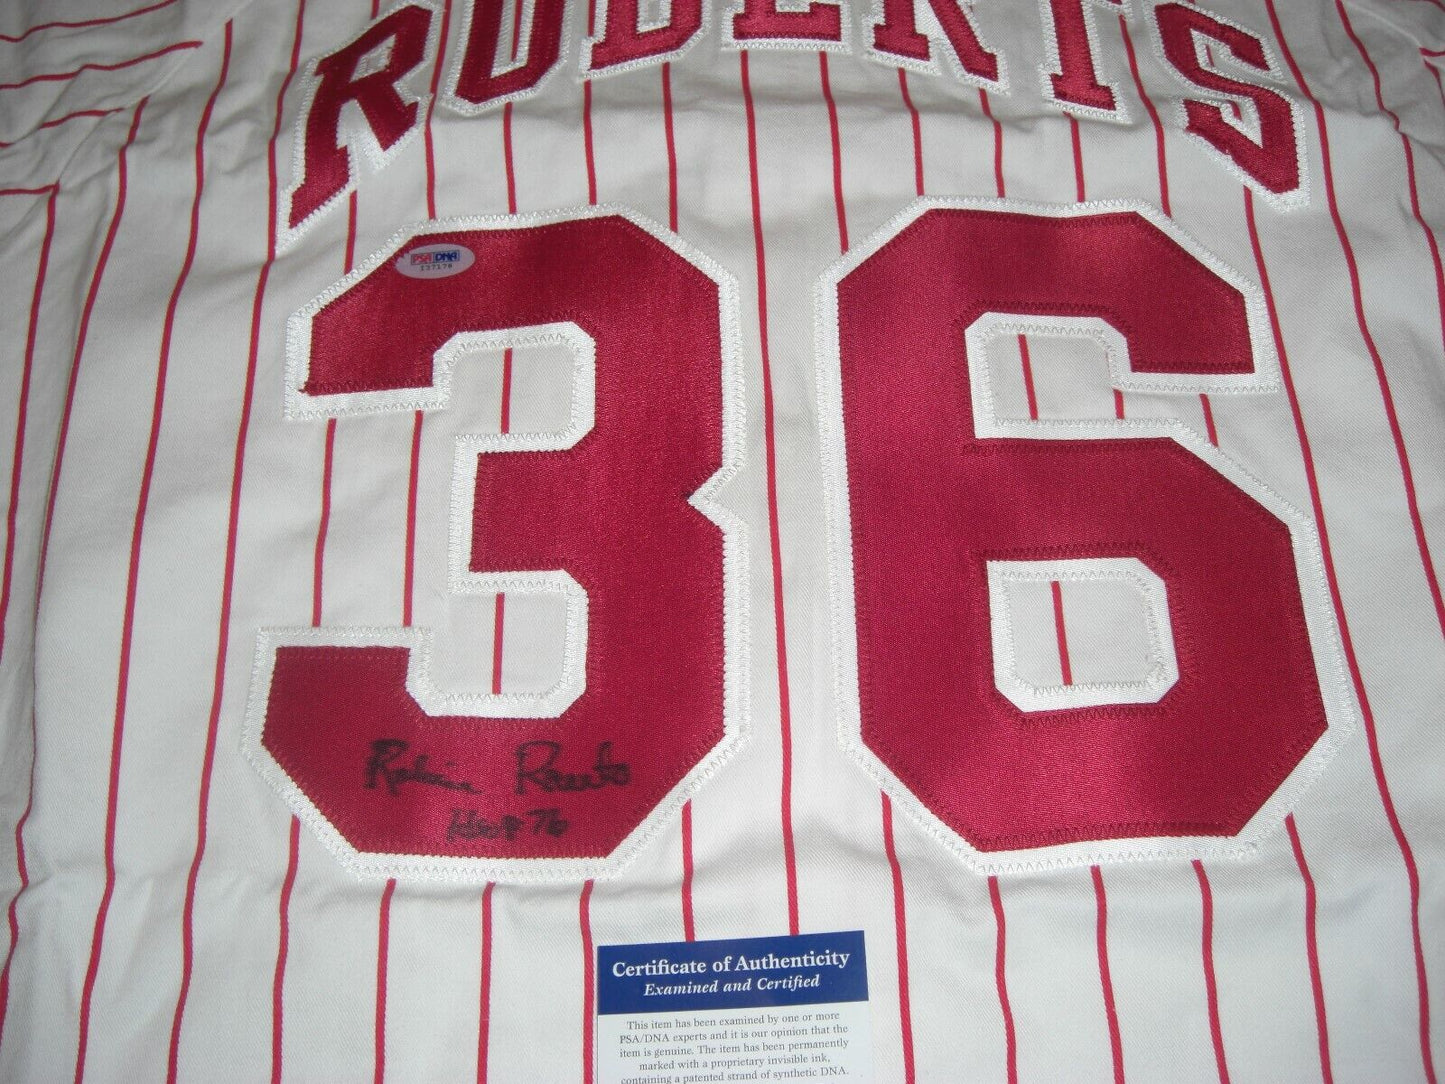 ROBERTS
PSA DNA
I37178
36
Robin Roberts
HOF 76
Certificate of Authenticity
Examined and Certified
This item has been examined by one or more
PSA/DNA experts and it is our opinion that the
item is genuine. The item has been permanently
marked with a proprietary invisible ink,
containing a patented strand of synthetic DNA.